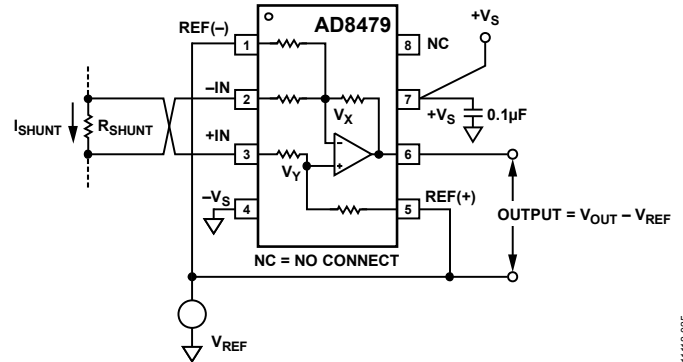 AD8479
REF(–)
1
8
NC
+VS
–IN
2
7
+VS
0.1µF
ISHUNT
RSHUNT
VX
+IN
3
6
VY
–VS
4
REF(+)
5
OUTPUT = VOUT – VREF
NC = NO CONNECT
VREF